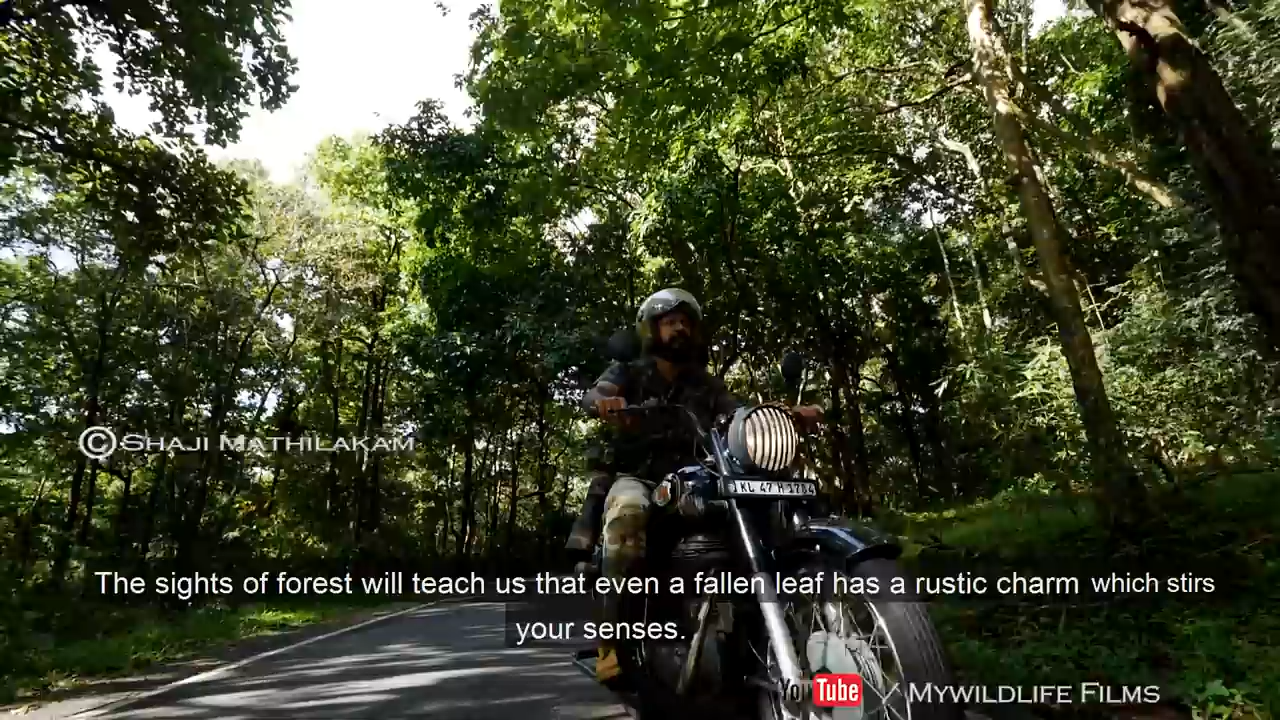 © SHAJI MATHILAKAM
KL 47 H 1784
The sights of forest will teach us that even a fallen leaf has a rustic charm which stirs
your senses.
YouTube MYWILDLIFE FILMS